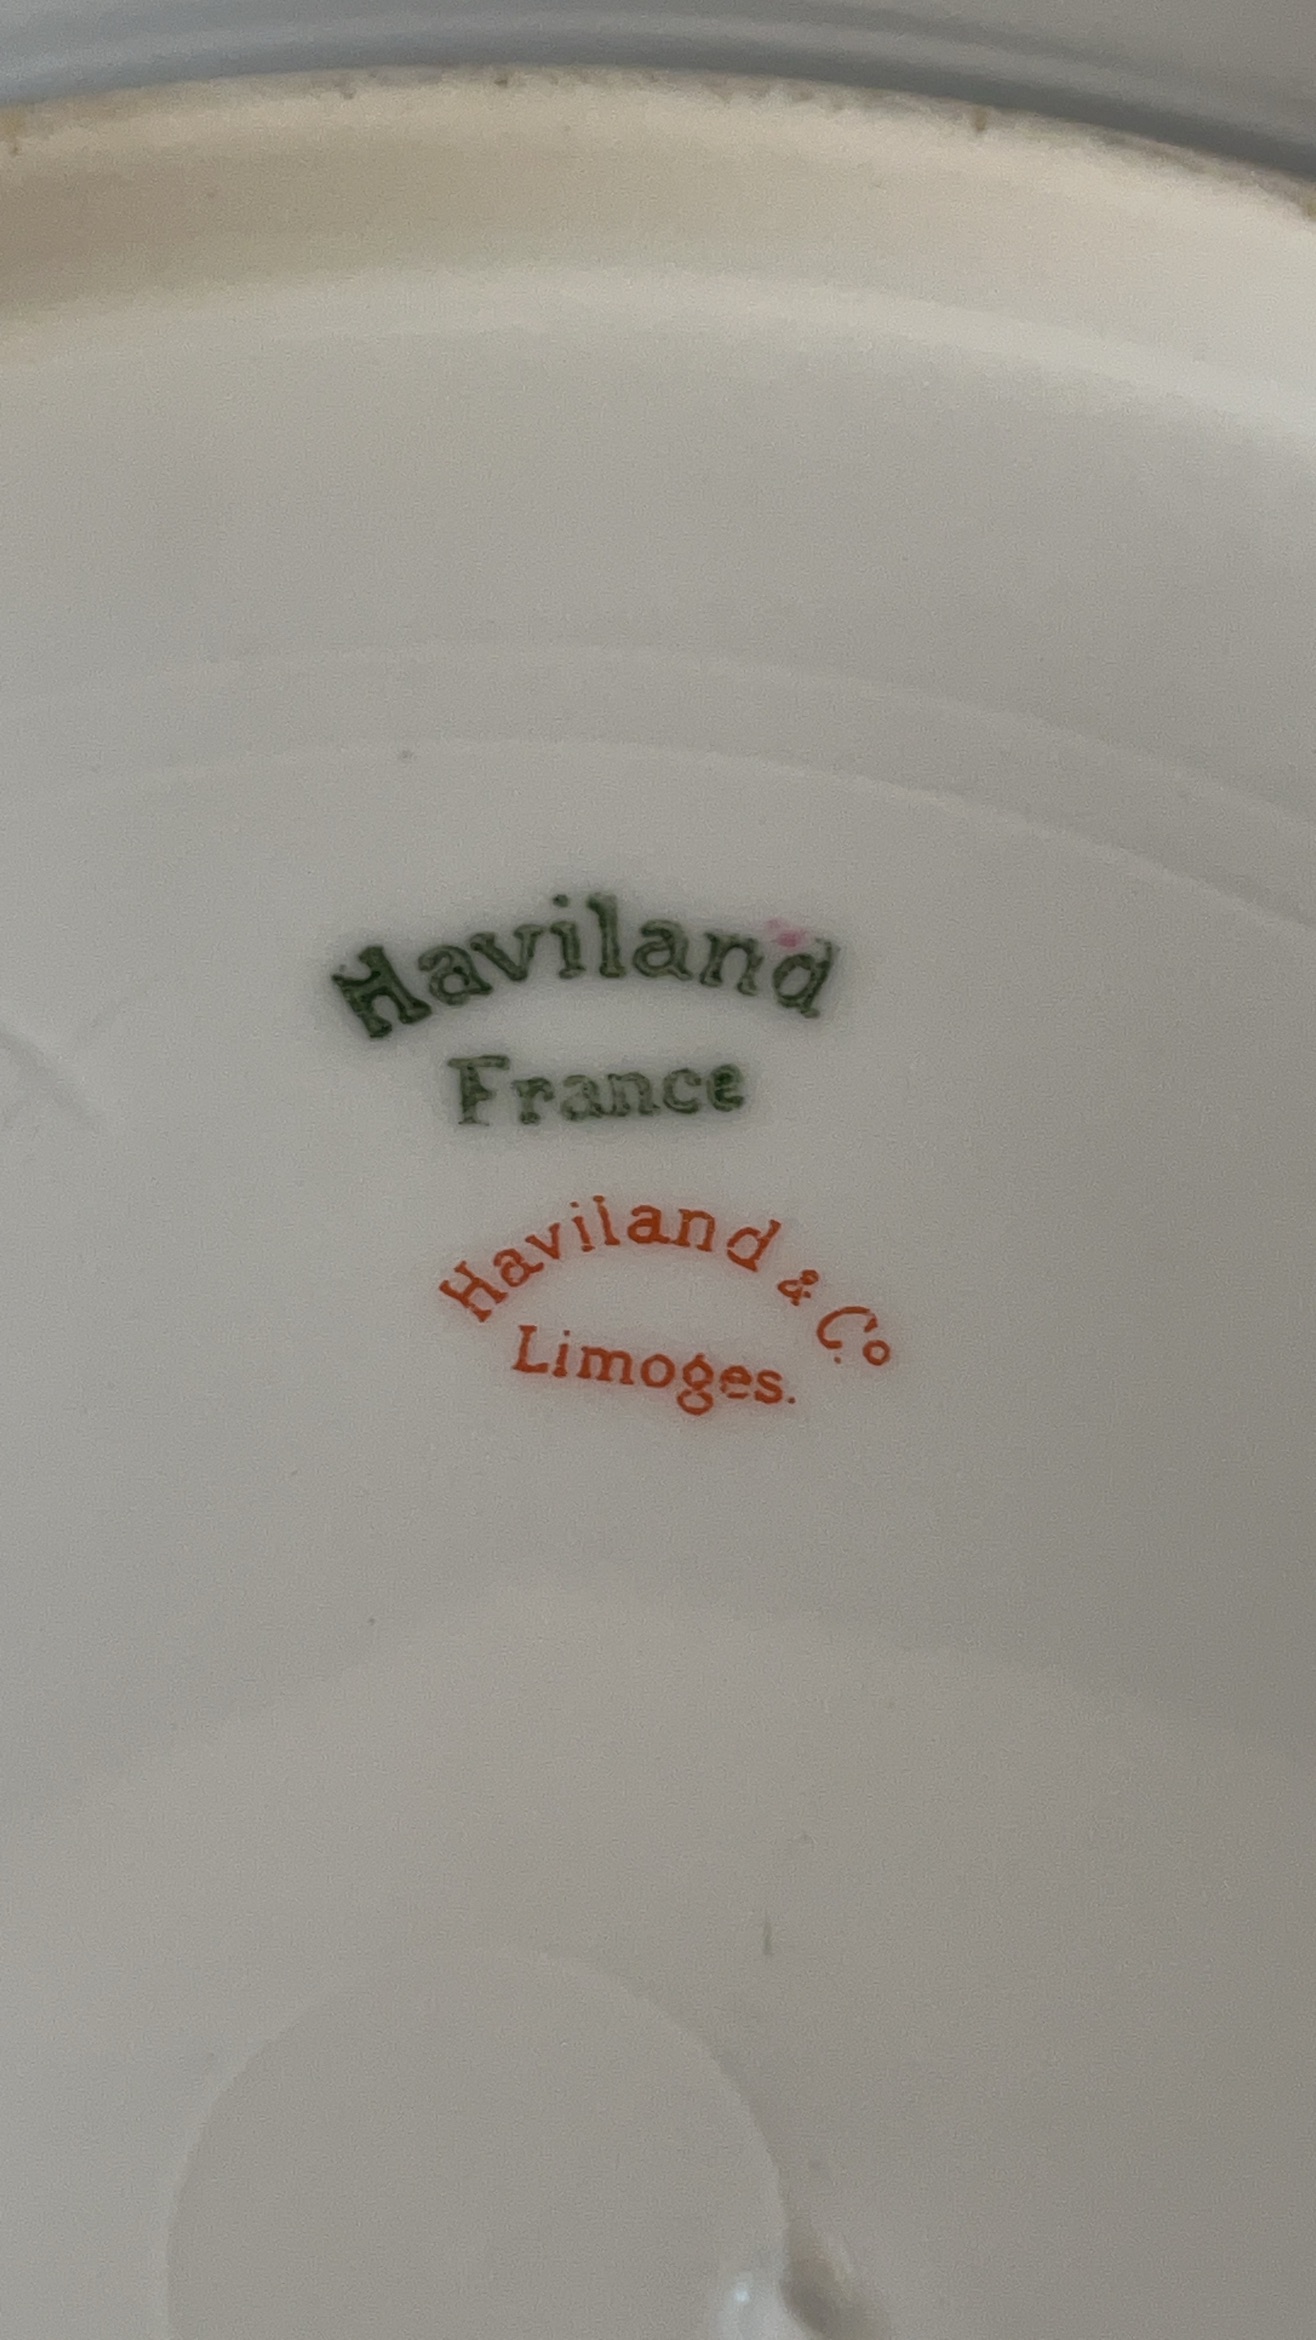 Haviland
France
Haviland & Co
Limoges.